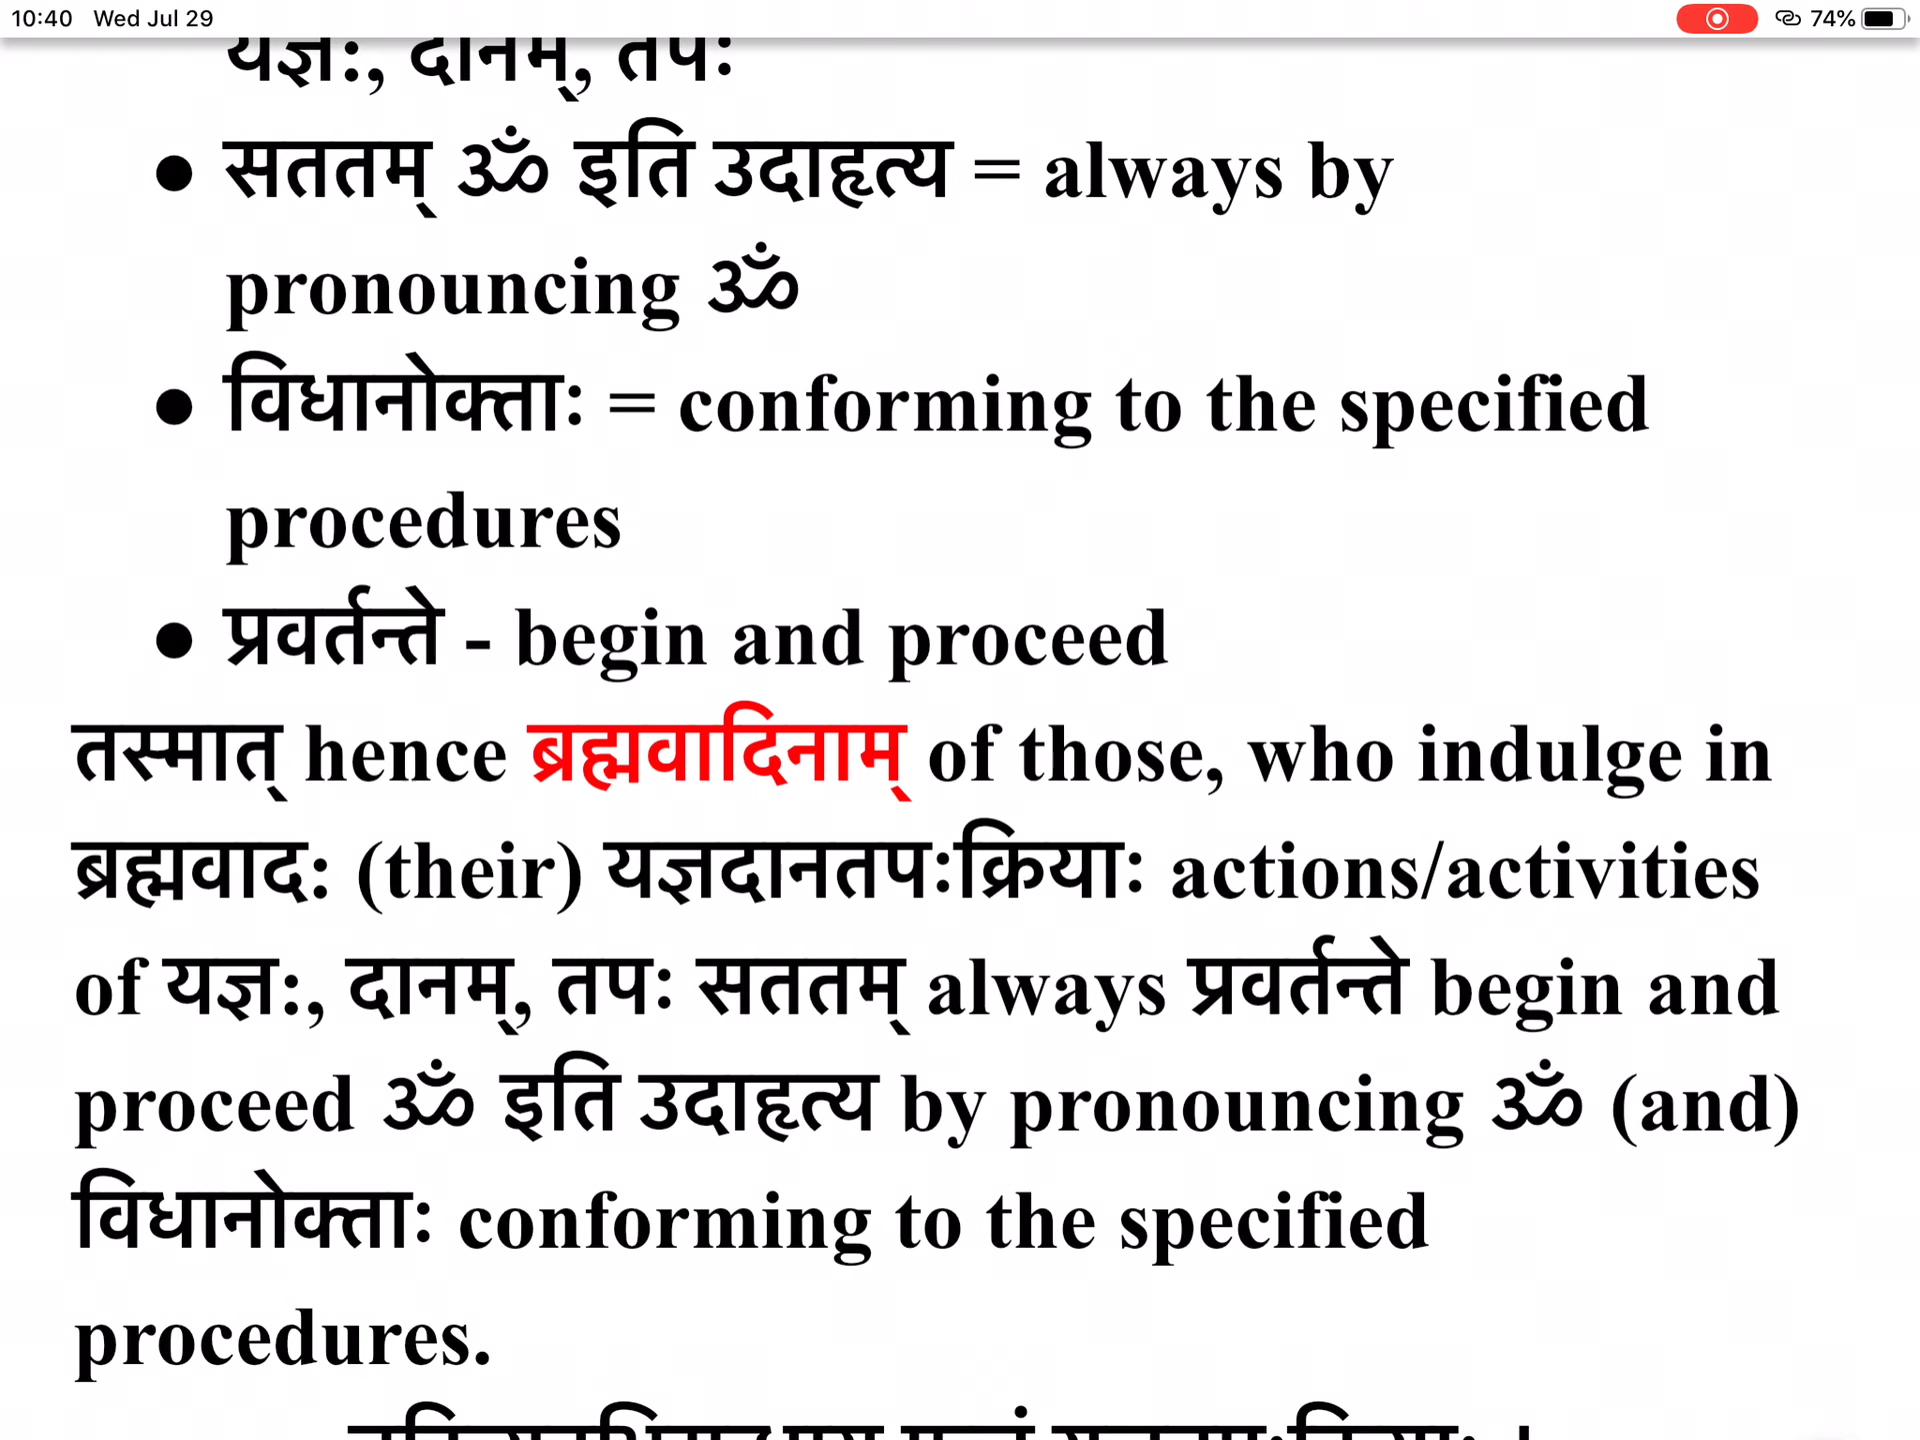 10:40 Wed Jul 29 74%
यज्ञः, दानम्, तपः
● सततम् ॐ इति उदाहृत्य = always by
pronouncing ॐ
● विधानोक्ताः = conforming to the specified
procedures
● प्रवर्तन्ते - begin and proceed
तस्मात् hence ब्रह्मवादिनाम् of those, who indulge in
ब्रह्मवाद: (their) यज्ञदानतपःक्रियाः actions/activities
of यज्ञ:, दानम्, तपः सततम् always प्रवर्तन्ते begin and
proceed ॐ इति उदाहृत्य by pronouncing ॐ (and)
विधानोक्ताः conforming to the specified
procedures.